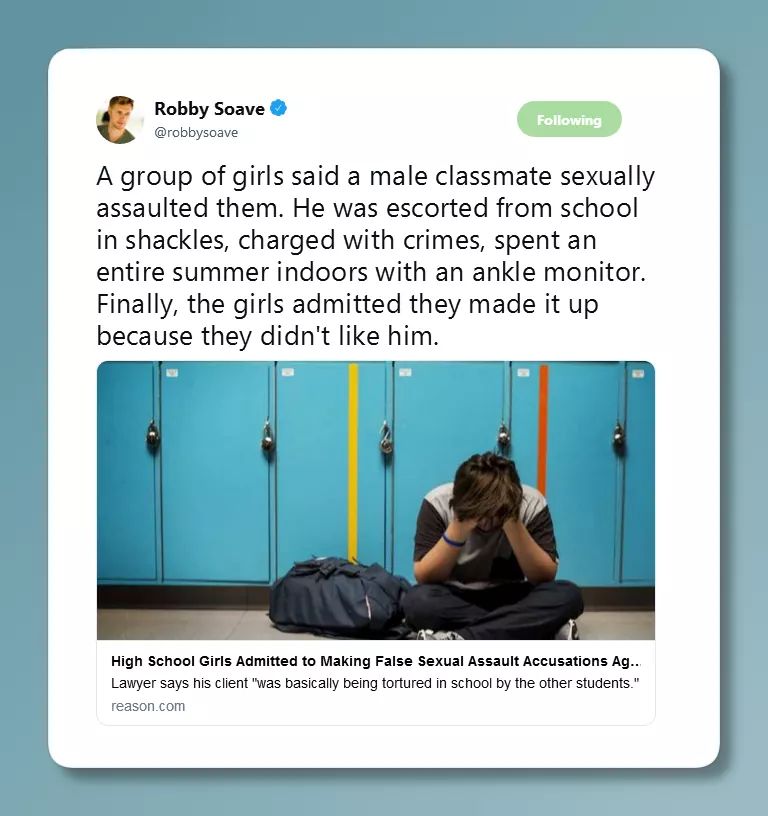 Robby Soave
@robbysoave
Following
A group of girls said a male classmate sexually
assaulted them. He was escorted from school
in shackles, charged with crimes, spent an
entire summer indoors with an ankle monitor.
Finally, the girls admitted they made it up
because they didn't like him.
High School Girls Admitted to Making False Sexual Assault Accusations Ag...
Lawyer says his client "was basically being tortured in school by the other students."
reason.com